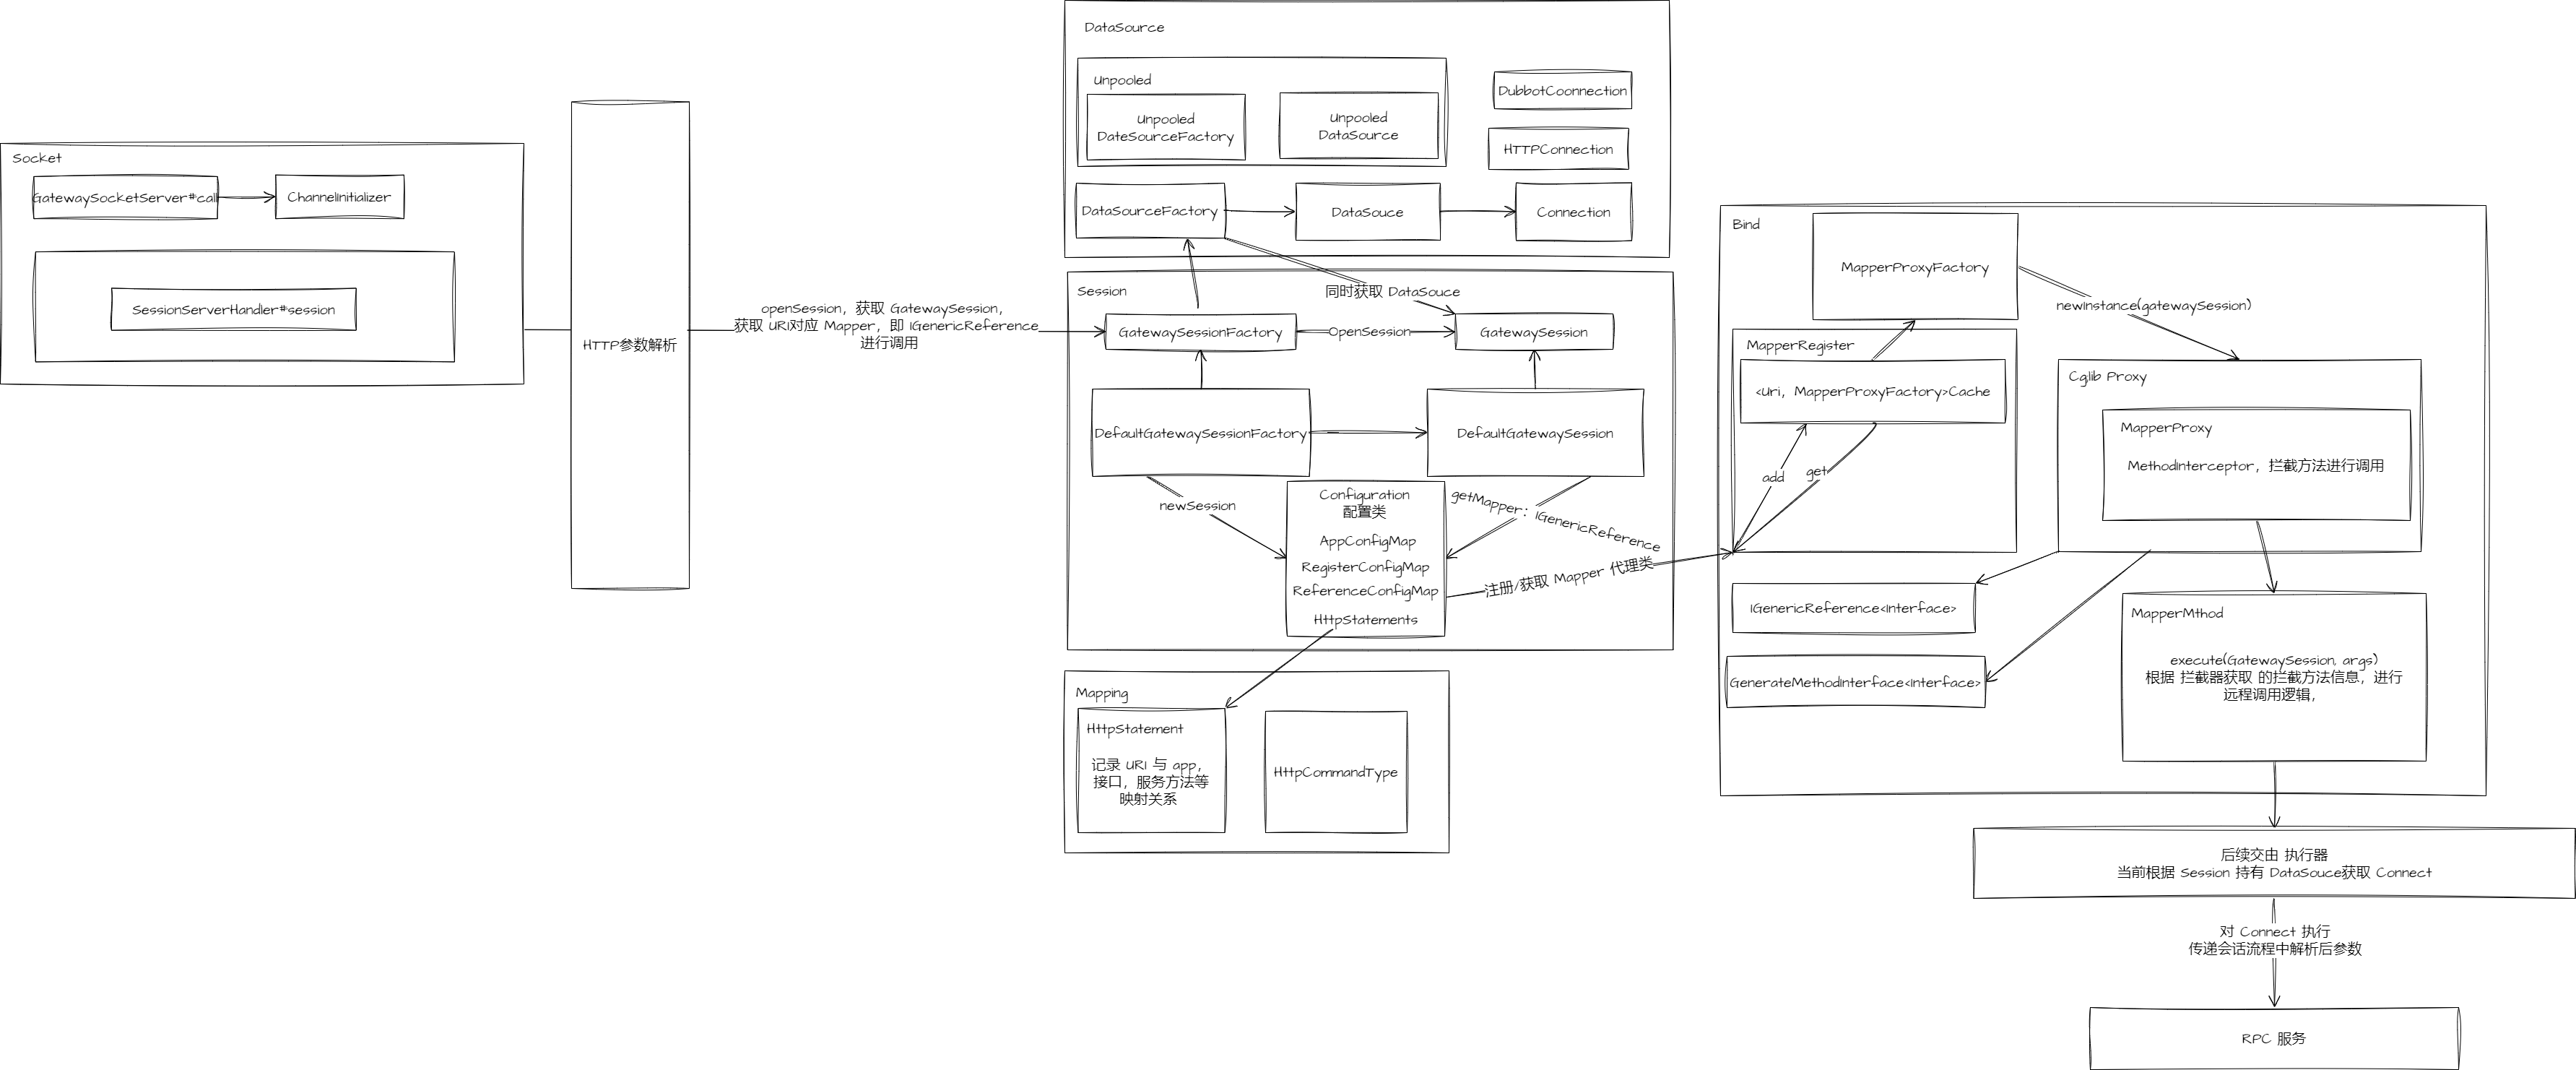 Socket
GatewaySocketServer#call
ChannelInitializer
SessionServerHandler#session
HTTP参数解析
openSession，获取 GatewaySession，
获取 URI对应 Mapper，即 IGenericReference
进行调用
DataSource
Unpooled
Unpooled
DateSourceFactory
Unpooled
DataSource
DubbotCoonnection
HTTPConnection
DataSourceFactory
DataSouce
Connection
Session
同时获取 DataSouce
GatewaySessionFactory
OpenSession
GatewaySession
DefaultGatewaySessionFactory
DefaultGatewaySession
newSession
Configuration
配置类
AppConfigMap
RegisterConfigMap
ReferenceConfigMap
HttpStatements
getMapper：IGenericReference
注册/获取 Mapper 代理类
Mapping
HttpStatement
记录 URI 与 app，
接口，服务方法等
映射关系
HttpCommandType
Bind
MapperProxyFactory
newInstance(gatewaySession)
MapperRegister
<Uri，MapperProxyFactory>Cache
add
get
Cglib Proxy
MapperProxy
MethodInterceptor，拦截方法进行调用
IGenericReference<Interface>
GenerateMethodInterface<Interface>
MapperMthod
execute(GatewaySession, args)
根据 拦截器获取 的拦截方法信息，进行
远程调用逻辑，
后续交由 执行器
当前根据 Session 持有 DataSouce获取 Connect
对 Connect 执行
传递会话流程中解析后参数
RPC 服务